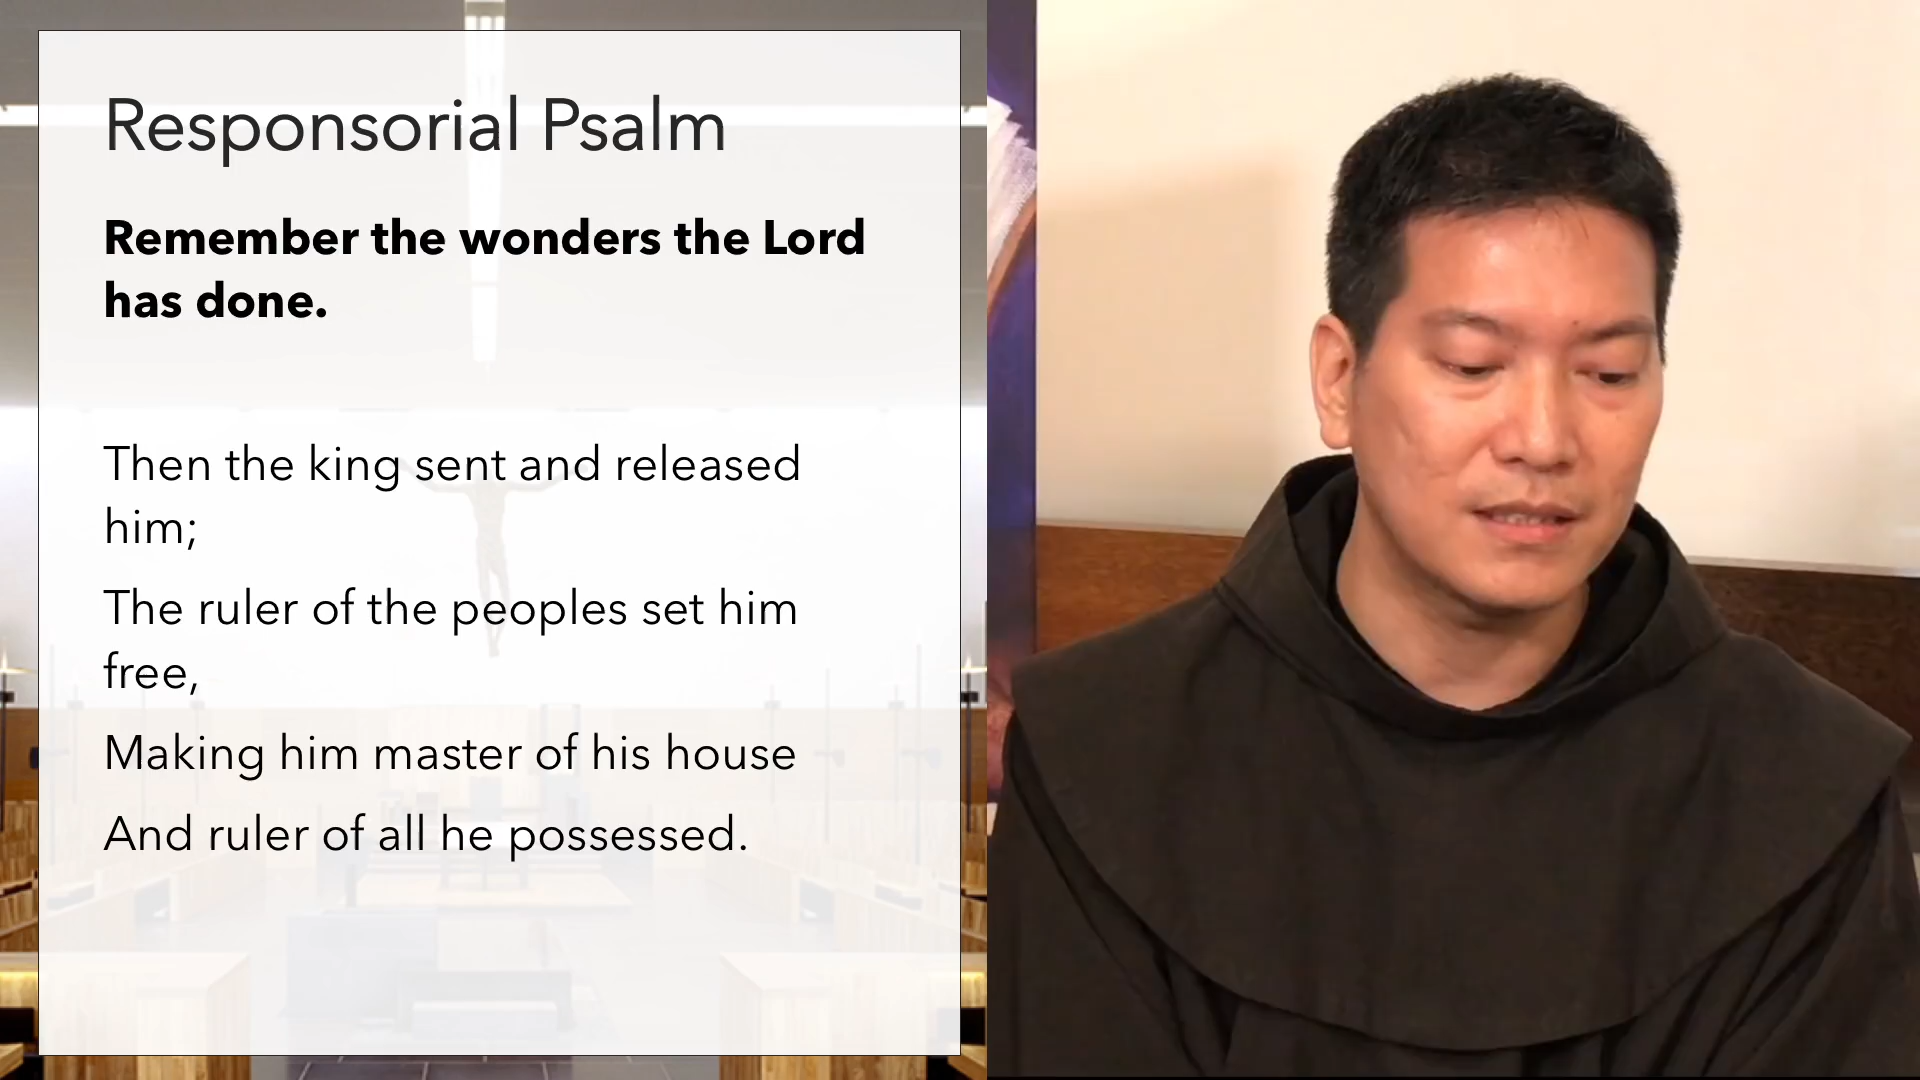 Responsorial Psalm
Remember the wonders the Lord
has done.
Then the king sent and released
him;
The ruler of the peoples set him
free,
Making him master of his house
And ruler of all he possessed.